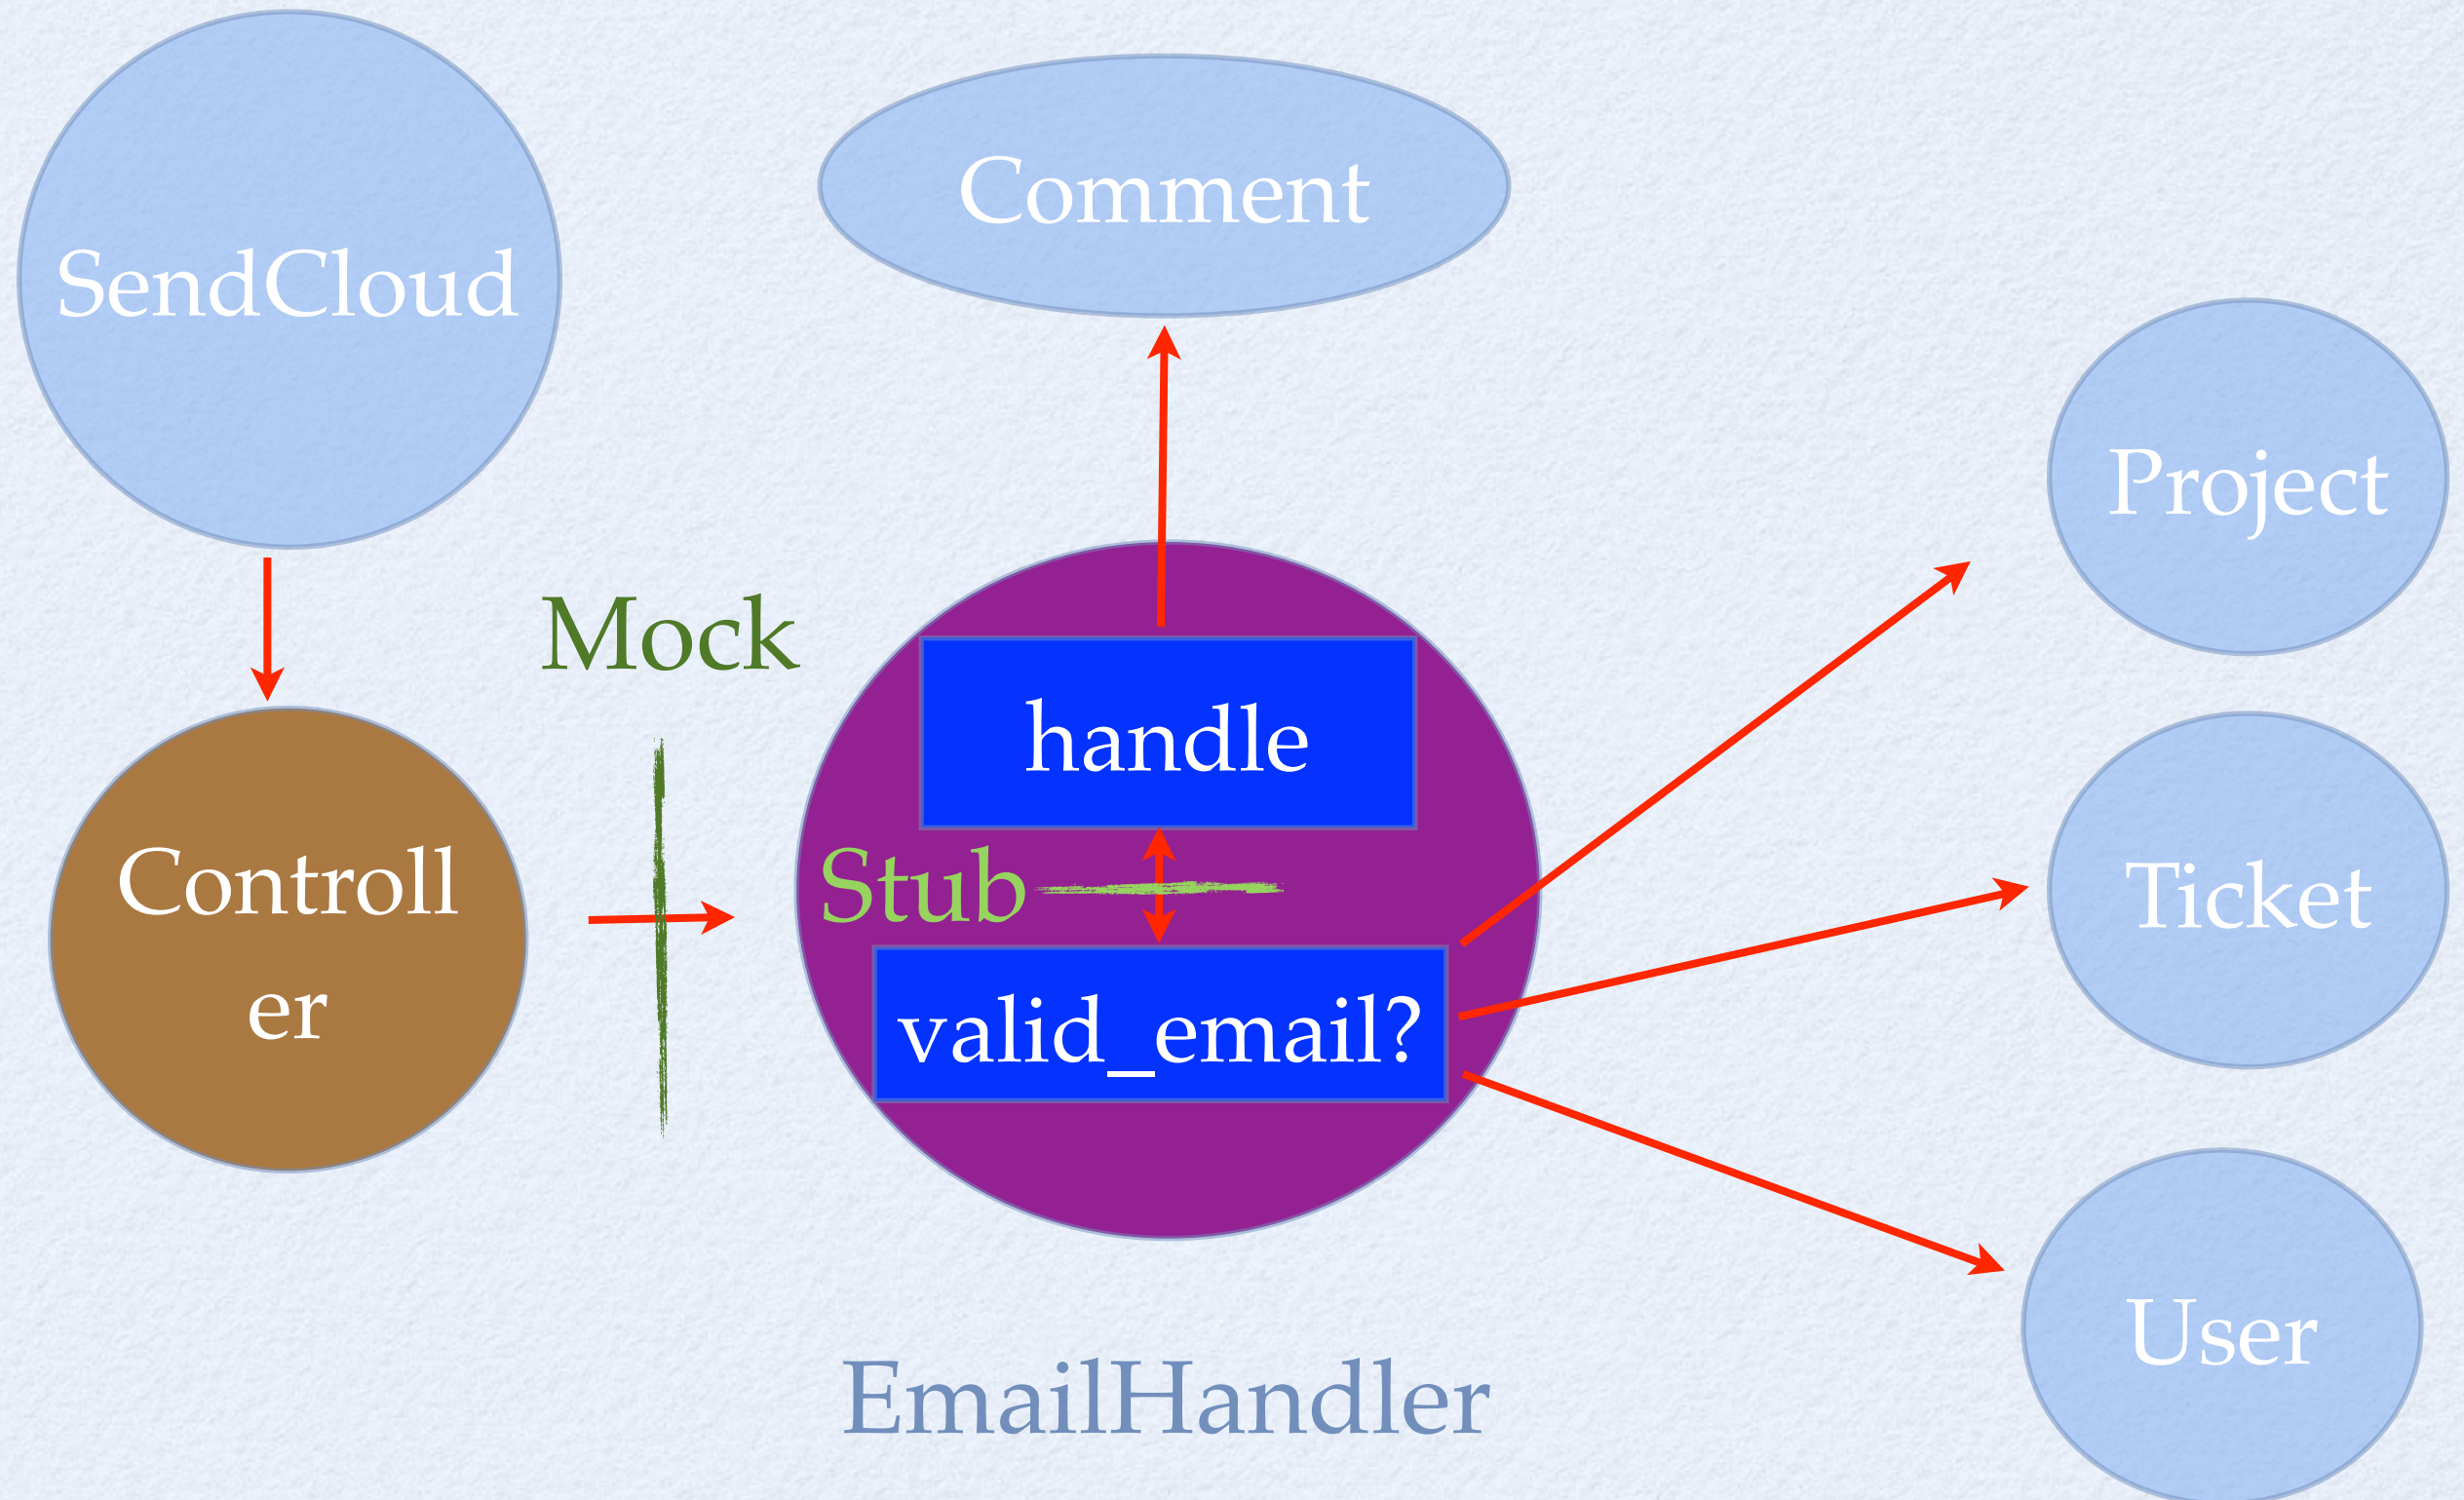 SendCloud
Comment
Project
Mock
handle
Controll
er
Stub
Ticket
valid_email?
User
EmailHandler